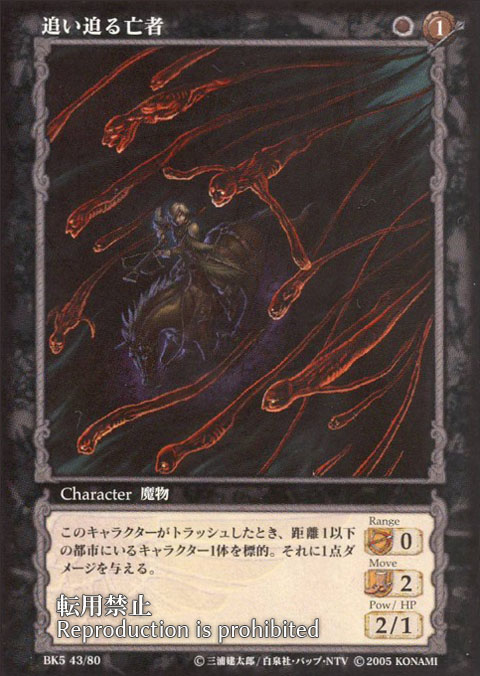 追い迫る亡者
1
Character 魔物
このキャラクターがトラッシュしたとき、距離1以下
の都市にいるキャラクター1体を標的。それに1点ダ
メージを与える。
Range
0
Move
2
Pow/ HP
2/1
転用禁止
Reproduction is prohibited
BK5 43/80
© 三浦建太郎/白泉社・バップ・NTV © 2005 KONAMI